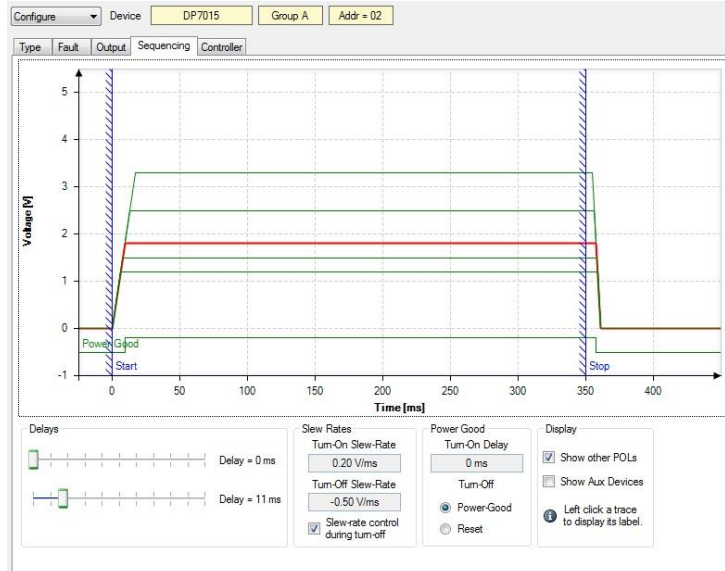 Configure Device DP7015 Group A Addr = 02
Type Fault Output Sequencing Controller
5
4
3
2
1
0
-1
Voltage [V]
Power Good
Start
Stop
0 50 100 150 200 250 300 350 400
Time [ms]
Delays
Delay = 0 ms
Delay = 11 ms
Slew Rates
Turn-On Slew-Rate
0.20 V/ms
Turn-Off Slew-Rate
-0.50 V/ms
Slew-rate control
during turn-off
Power Good
Turn-On Delay
0 ms
Turn-Off
Power-Good
Reset
Display
Show other POLs
Show Aux Devices
Left click a trace
to display its label.